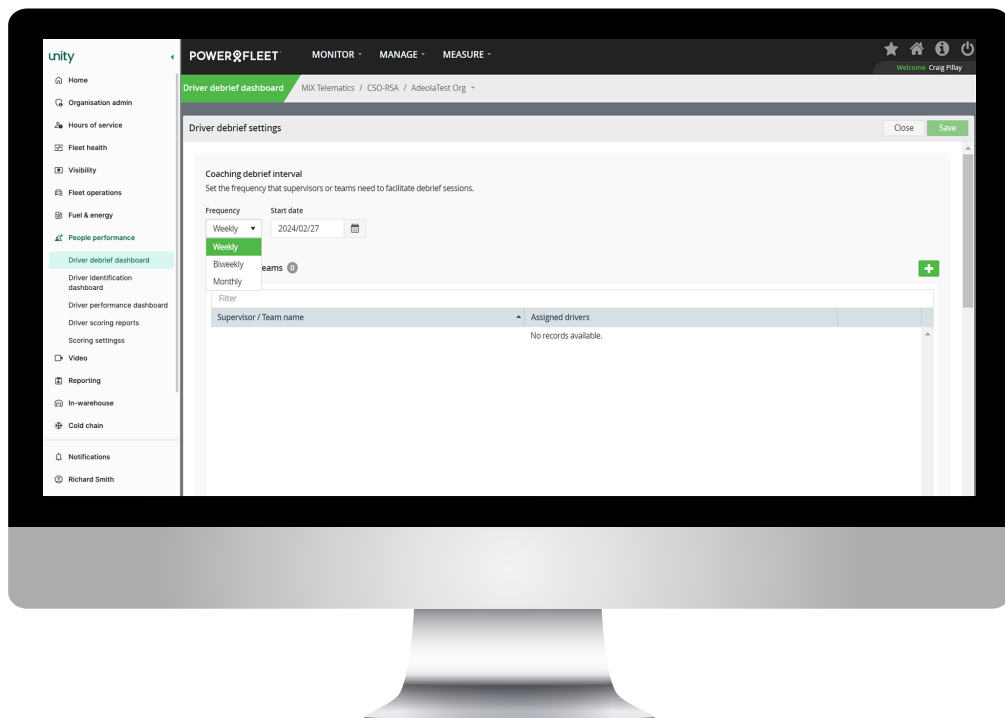 unity
Home
Organisation admin
Hours of service
Fleet health
Visibility
Fleet operations
Fuel & energy
People performance
Driver debrief dashboard
Driver Identification
dashboard
Driver performance dashboard
Driver scoring reports
Scoring settingss
Video
Reporting
In-warehouse
Cold chain
Notifications
Richard Smith
POWERFLEET MONITOR MANAGE MEASURE
Welcome Craig Pillay
Driver debrief dashboard MiX Telematics / CSO-RSA / AdeolaTest Org
Driver debrief settings Close Save
Coaching debrief interval
Set the frequency that supervisors or teams need to facilitate debrief sessions.
Frequency Start date
Weekly 2024/02/27
Weekly
Biweekly
eams 0
Monthly
Filter
Supervisor / Team name Assigned drivers
No records available.